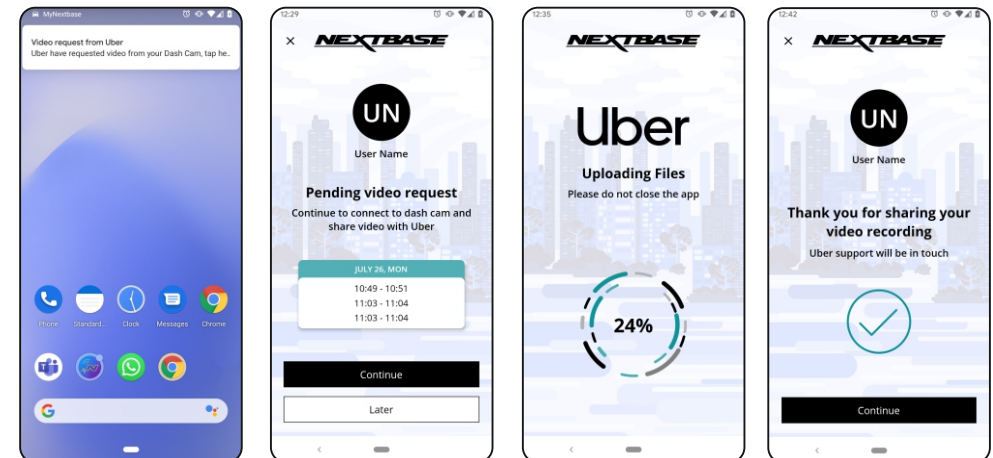 MyNextbase
Video request from Uber
Uber have requested video from your Dash Cam, tap he..
Phone
Standard..
Clock
Messages
Chrome
12:29
NEXTBASE
UN
User Name
Pending video request
Continue to connect to dash cam and
share video with Uber
JULY 26, MON
10:49 - 10:51
11:03 - 11:04
11:03 - 11:04
Continue
Later
12:35
NEXTBASE
Uber
Uploading Files
Please do not close the app
24%
12:42
NEXTBASE
UN
User Name
Thank you for sharing your
video recording
Uber support will be in touch
Continue